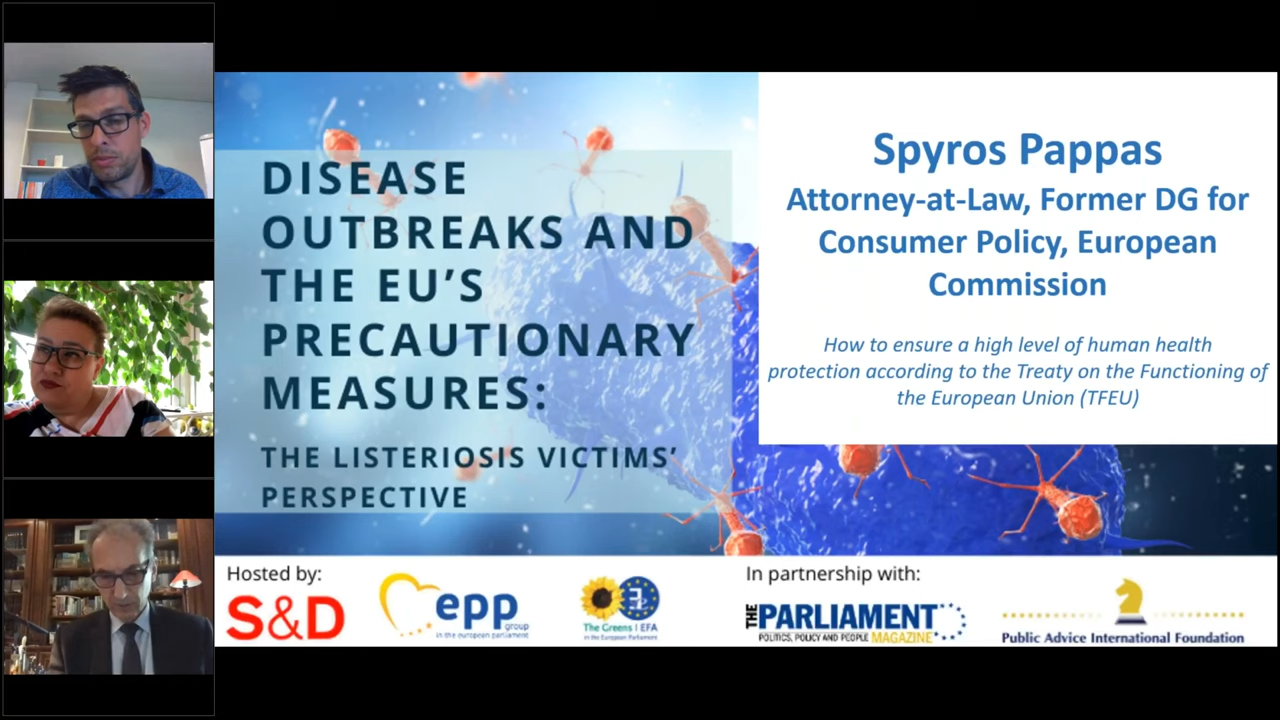 DISEASE
OUTBREAKS AND
THE EU'S
PRECAUTIONARY
MEASURES:
THE LISTERIOSIS VICTIMS'
PERSPECTIVE
Spyros Pappas
Attorney-at-Law, Former DG for
Consumer Policy, European
Commission
How to ensure a high level of human health
protection according to the Treaty on the Functioning of
the European Union (TFEU)
Hosted by:
S&D
epp
group
in the european parliament
The Greens | EFA
in the European Parliament
In partnership with:
THE
PARLIAMENT
POLITICS, POLICY AND PEOPLE MAGAZINE
Public Advice International Foundation